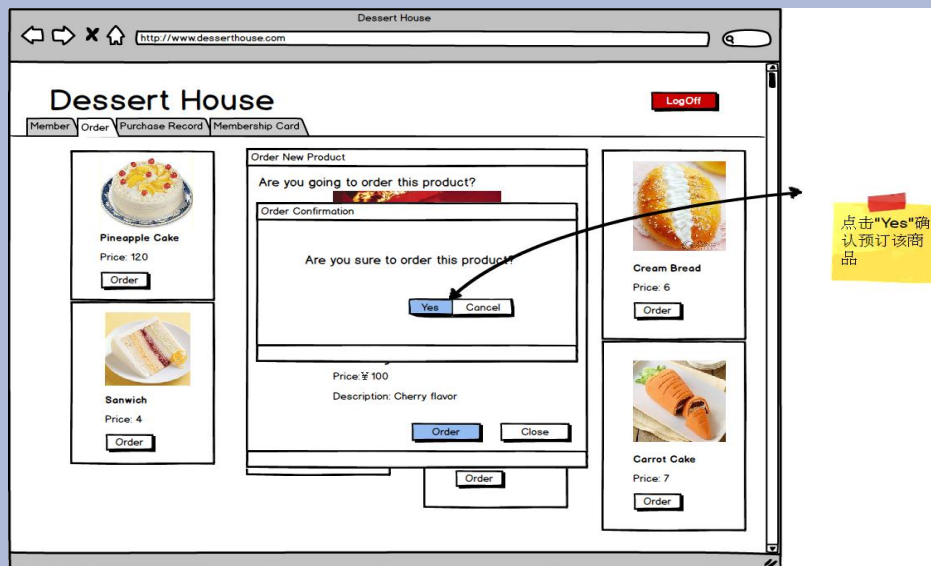 Dessert House
http://www.desserthouse.com
Dessert House
LogOff
Member
Order
Purchase Record
Membership Card
Pineapple Cake
Price: 120
Order
Sanwich
Price: 4
Order
Order New Product
Are you going to order this product?
Order Confirmation
Are you sure to order this product?
Yes
Cancel
Price:¥ 100
Description: Cherry flavor
Order
Close
Order
Cream Bread
Price: 6
Order
Carrot Cake
Price: 7
Order
点击"Yes"确
认预订该商
品